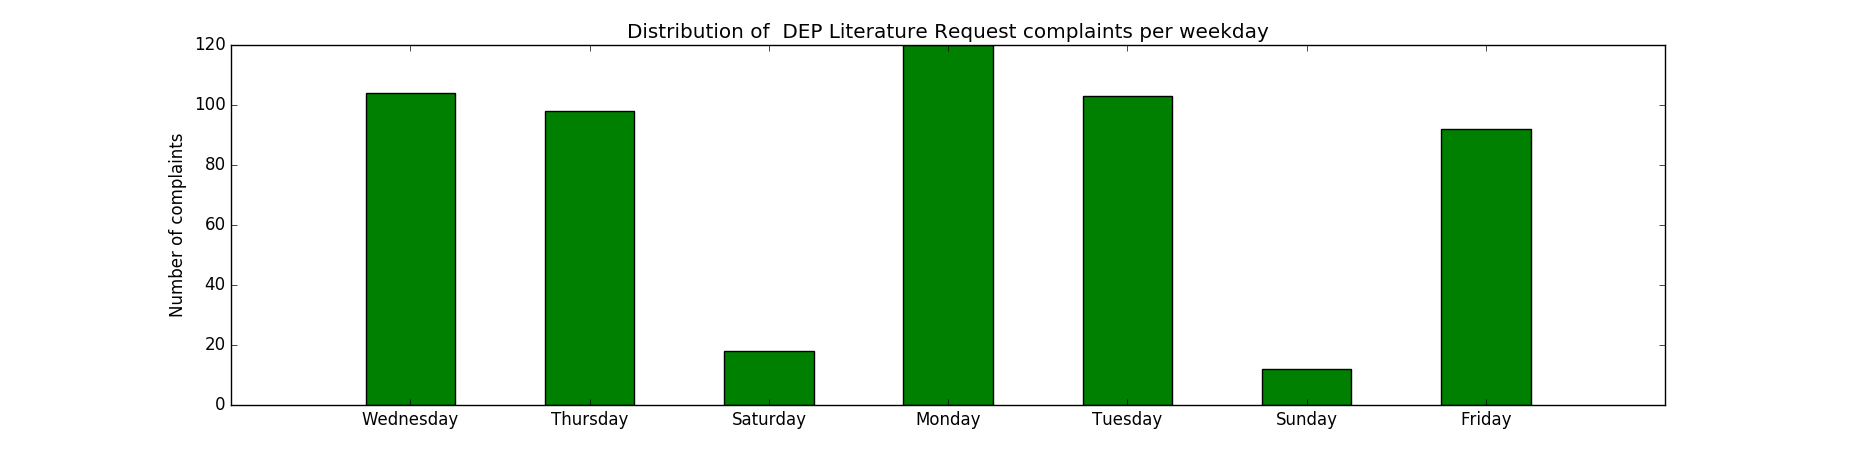 Distribution of  DEP Literature Request complaints per weekday
Number of complaints
120
100
80
60
40
20
0
Wednesday Thursday Saturday Monday Tuesday Sunday Friday